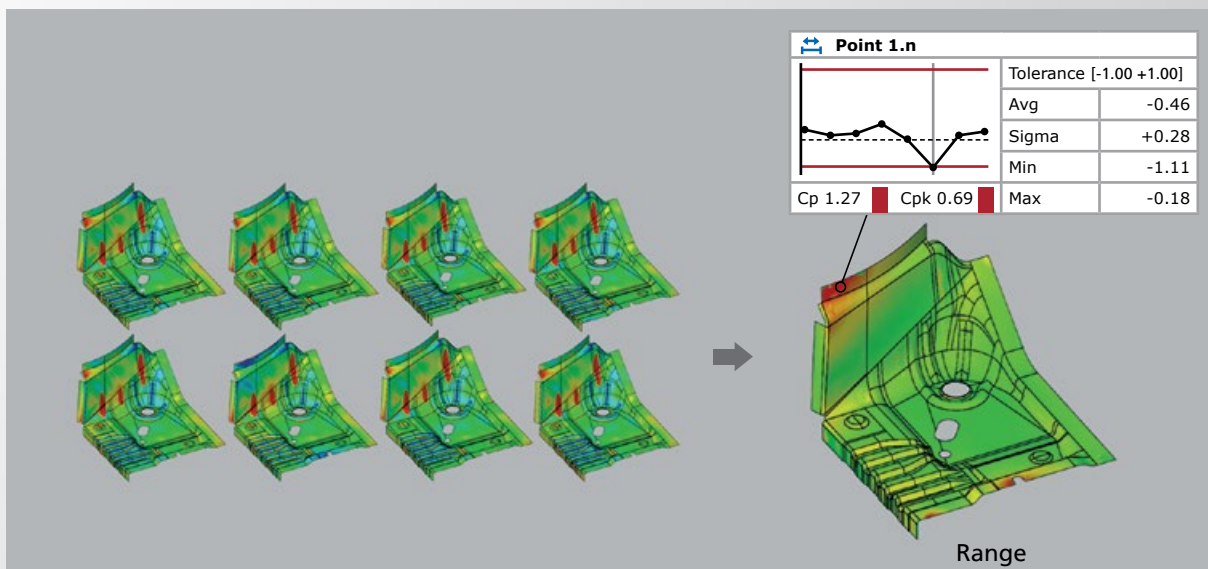 Point 1.n
Tolerance [-1.00 +1.00]
Avg -0.46
Sigma +0.28
Min -1.11
Cp 1.27 Cpk 0.69 Max -0.18
Range